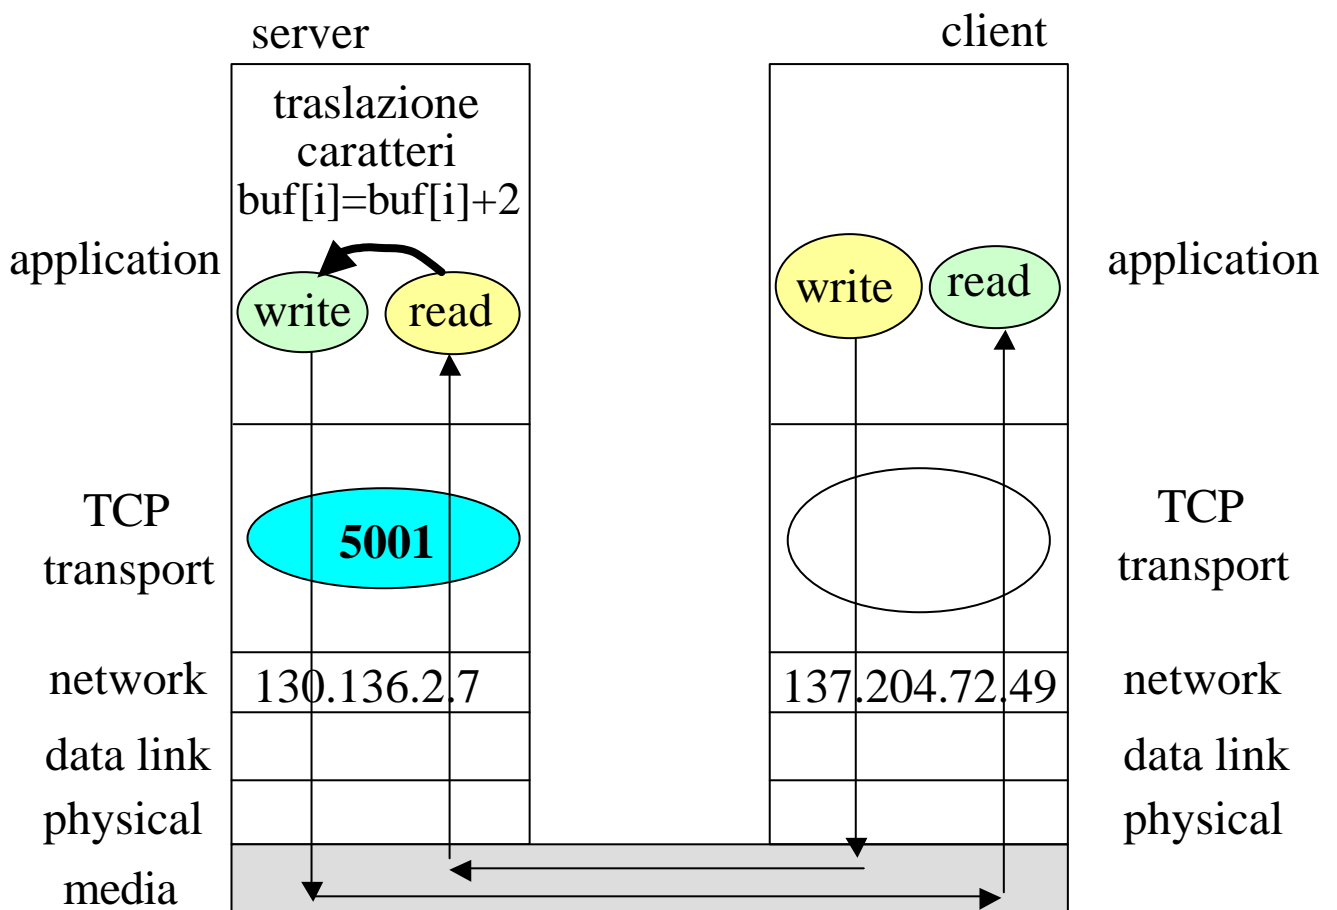 server
client
traslazione
caratteri
buf[i]=buf[i]+2
application
write
read
write
read
application
TCP
transport
5001
TCP
transport
network
130.136.2.7
137.204.72.49
network
data link
data link
physical
physical
media